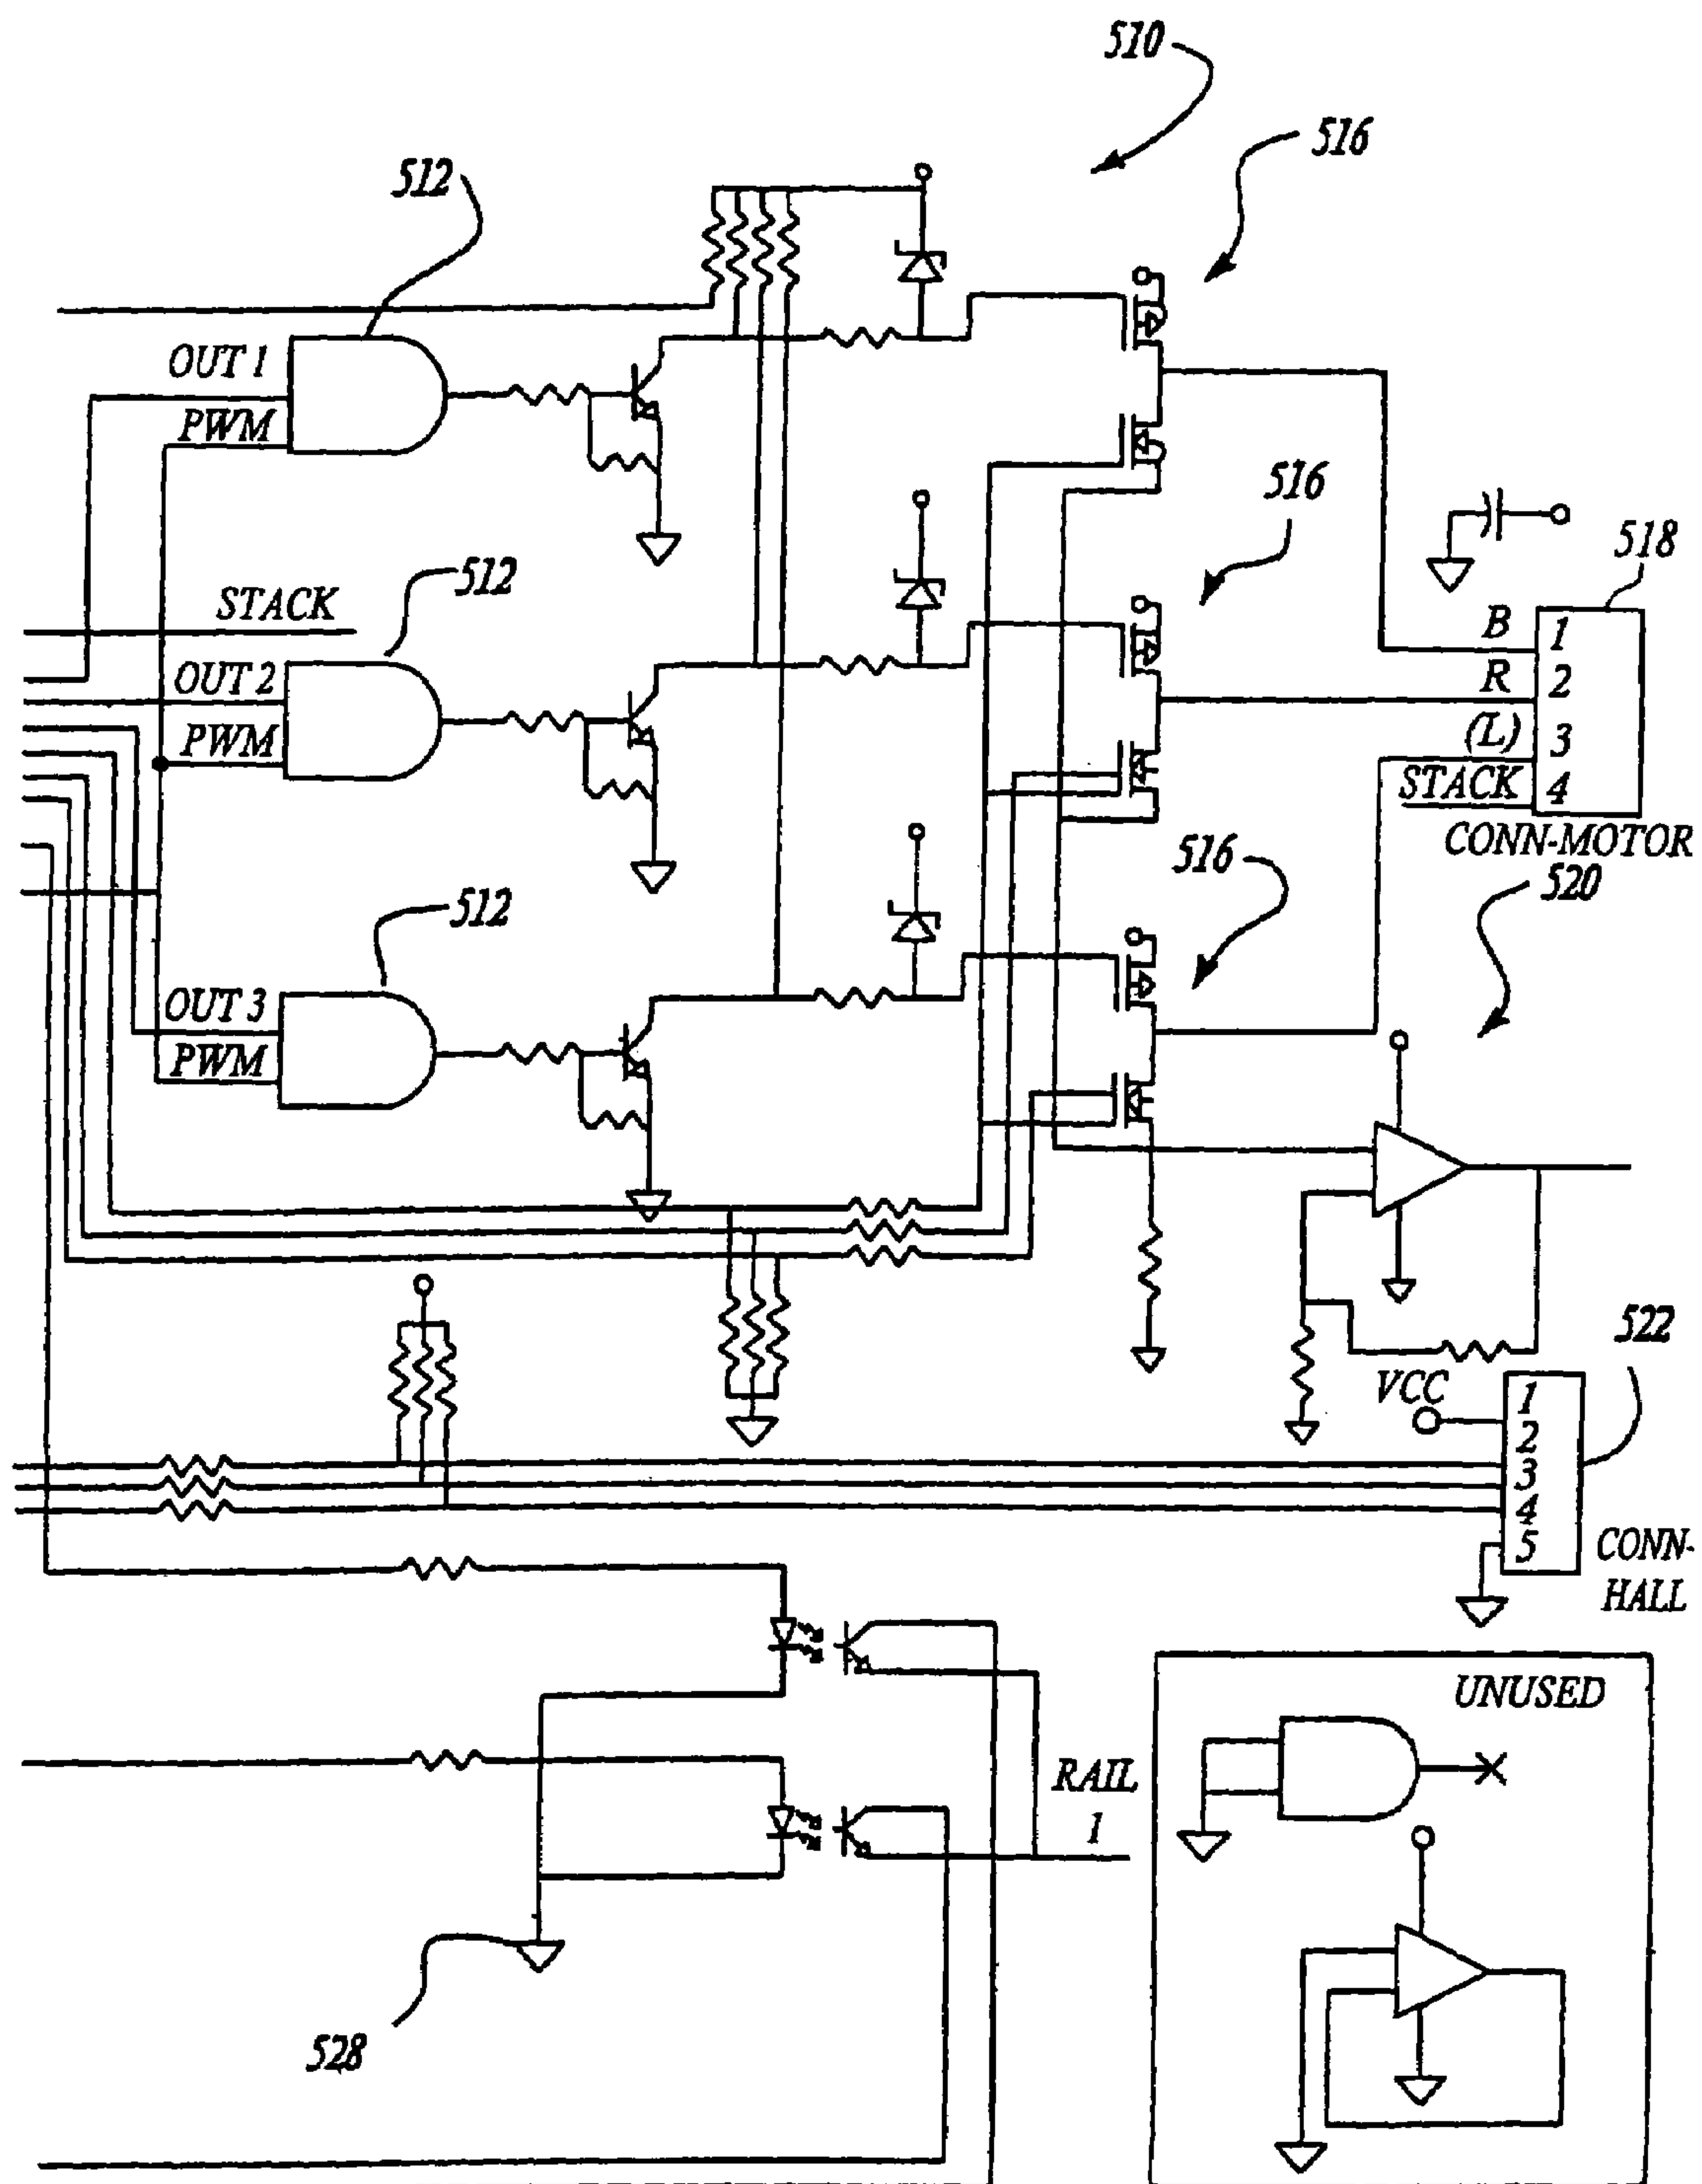 510
516
512
OUT 1
PWM
516
518
512
STACK
B
1
OUT 2
R
2
PWM
(L)
3
STACK
4
CONN-MOTOR
516
520
512
OUT 3
PWM
522
VCC
1
2
3
4
5
CONN-
HALL
UNUSED
RAIL
1
528